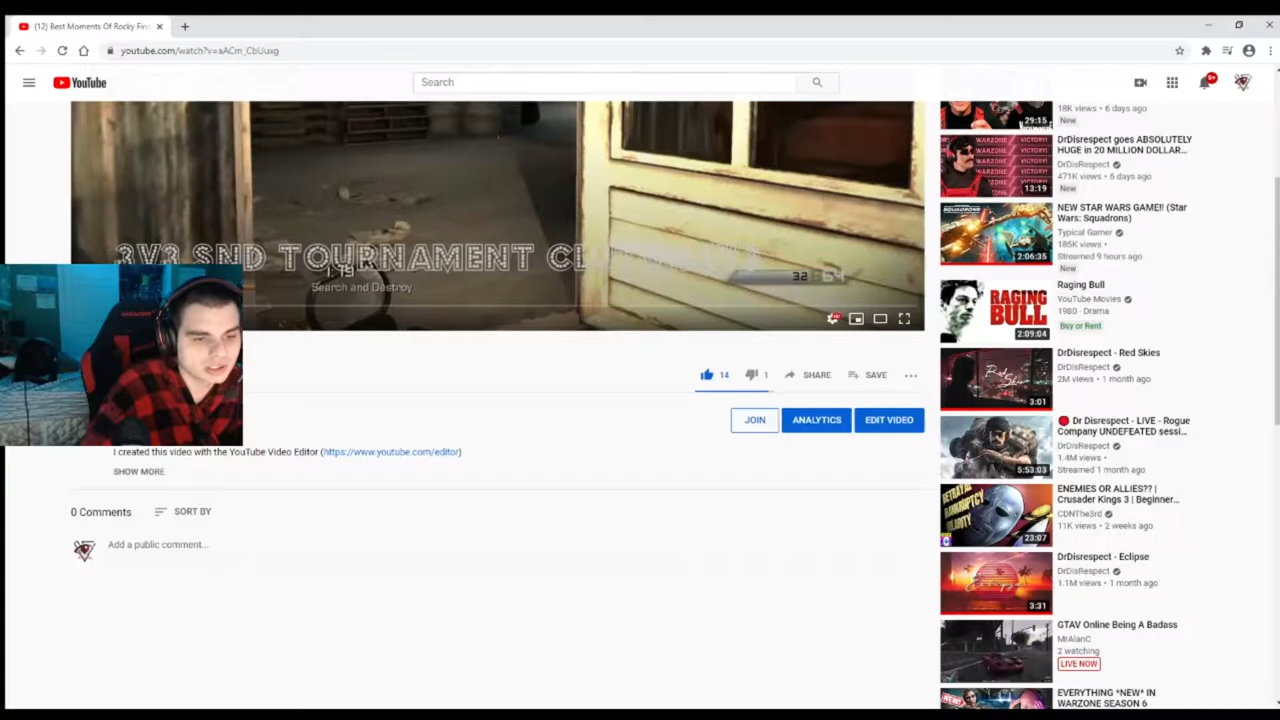 (12) Best Moments Of Rocky Fine
youtube.com/watch?v=aACm_CbUuxg
YouTube
Search
9+
3V3 SND TOURNAMENT
Search and Destroy
14
1
SHARE
SAVE
JOIN
ANALYTICS
EDIT VIDEO
I created this video with the YouTube Video Editor (https://www.youtube.com/editor)
SHOW MORE
0 Comments
SORT BY
Add a public comment...
18K views • 6 days ago
29:15
New
WARZONE VICTORY!
DrDisrespect goes ABSOLUTELY
HUGE in 20 MILLION DOLLAR...
DrDisRespect
471K views • 6 days ago
13:19
New
SQUADRONS
NEW STAR WARS GAME!! (Star
Wars: Squadrons)
Typical Gamer
185K views •
Streamed 9 hours ago
2:06:35
New
RAGING
BULL
Raging Bull
YouTube Movies
1980 · Drama
Buy or Rent
2:09:04
DrDisrespect - Red Skies
DrDisRespect
2M views • 1 month ago
3:01
Dr Disrespect - LIVE - Rogue
Company UNDEFEATED sessi...
DrDisRespect
1.4M views •
Streamed 1 month ago
5:53:03
BETRAYAL
BANKRUPTCY
ENEMIES OR ALLIES?? |
Crusader Kings 3 | Beginner...
CDNThe3rd
11K views • 2 weeks ago
23:07
DrDisrespect - Eclipse
DrDisRespect
1.1M views • 1 month ago
3:31
GTAV Online Being A Badass
MrAlanC
2 watching
LIVE NOW
EVERYTHING *NEW* IN
WARZONE SEASON 6